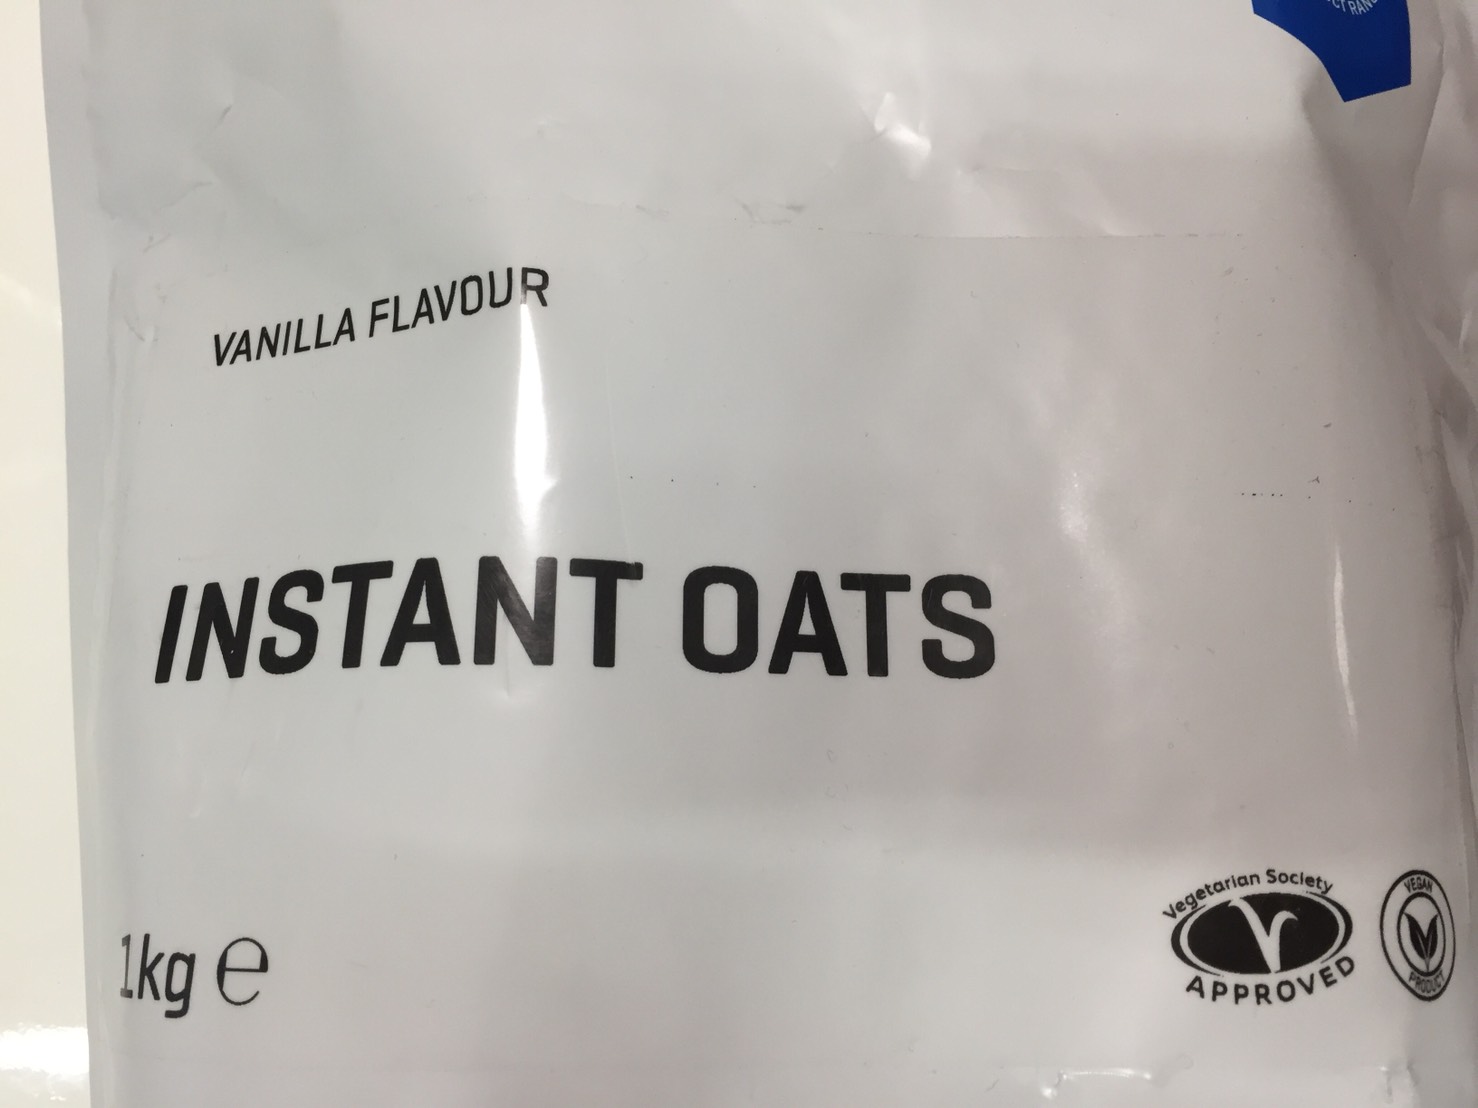 VANILLA FLAVOUR
INSTANT OATS
1kg e
Vegetarian Society
APPROVED
VEGAN
PRODUCT